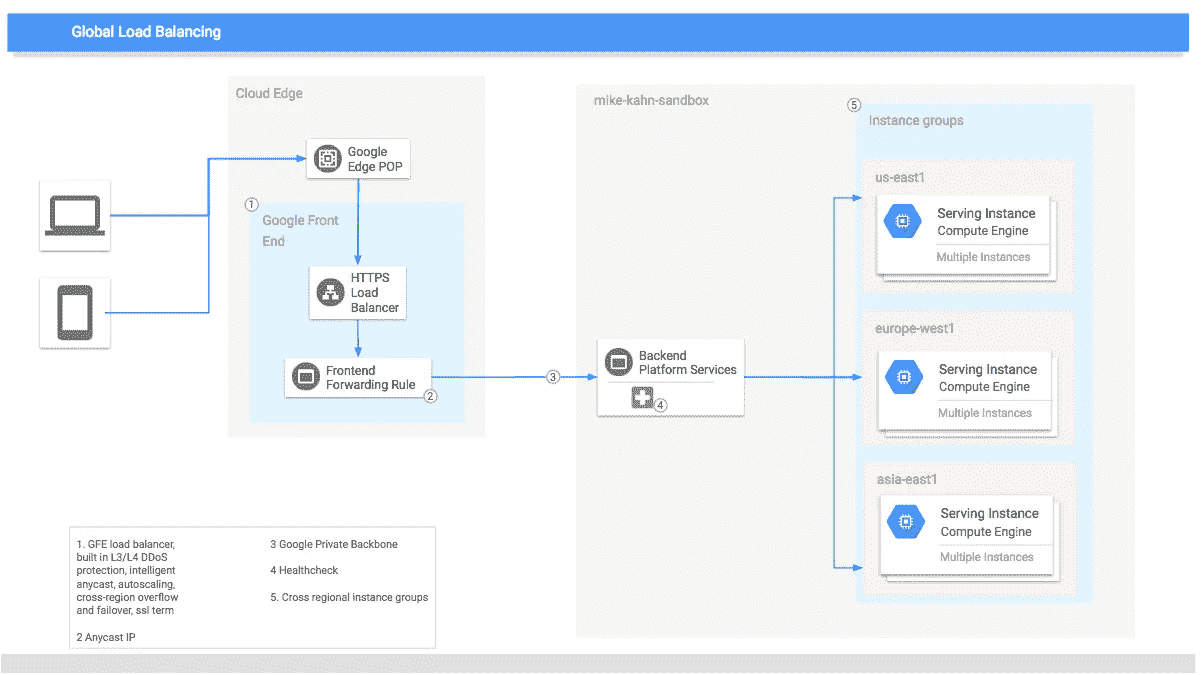 Global Load Balancing
Cloud Edge
Google
Edge POP
1
Google Front
End
HTTPS
Load
Balancer
Frontend
Forwarding Rule
2
3
mike-kahn-sandbox
Backend
Platform Services
4
5
Instance groups
us-east1
Serving Instance
Compute Engine
Multiple Instances
europe-west1
Serving Instance
Compute Engine
Multiple Instances
asia-east1
Serving Instance
Compute Engine
Multiple Instances
1. GFE load balancer,
built in L3/L4 DDoS
protection, intelligent
anycast, autoscaling,
cross-region overflow
and failover, ssl term
2 Anycast IP
3 Google Private Backbone
4 Healthcheck
5. Cross regional instance groups